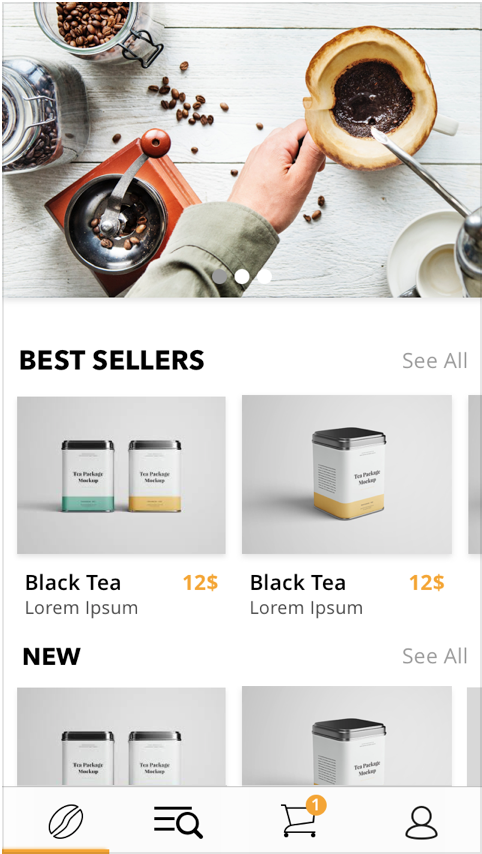 BEST SELLERS
See All
Tea Package
Mockup
Tea Package
Mockup
Tea Package
Mockup
Black Tea
12$
Lorem Ipsum
Black Tea
12$
Lorem Ipsum
NEW
See All
Tea Package
Mockup
Tea Package
Mockup
Tea Package
Mockup
1